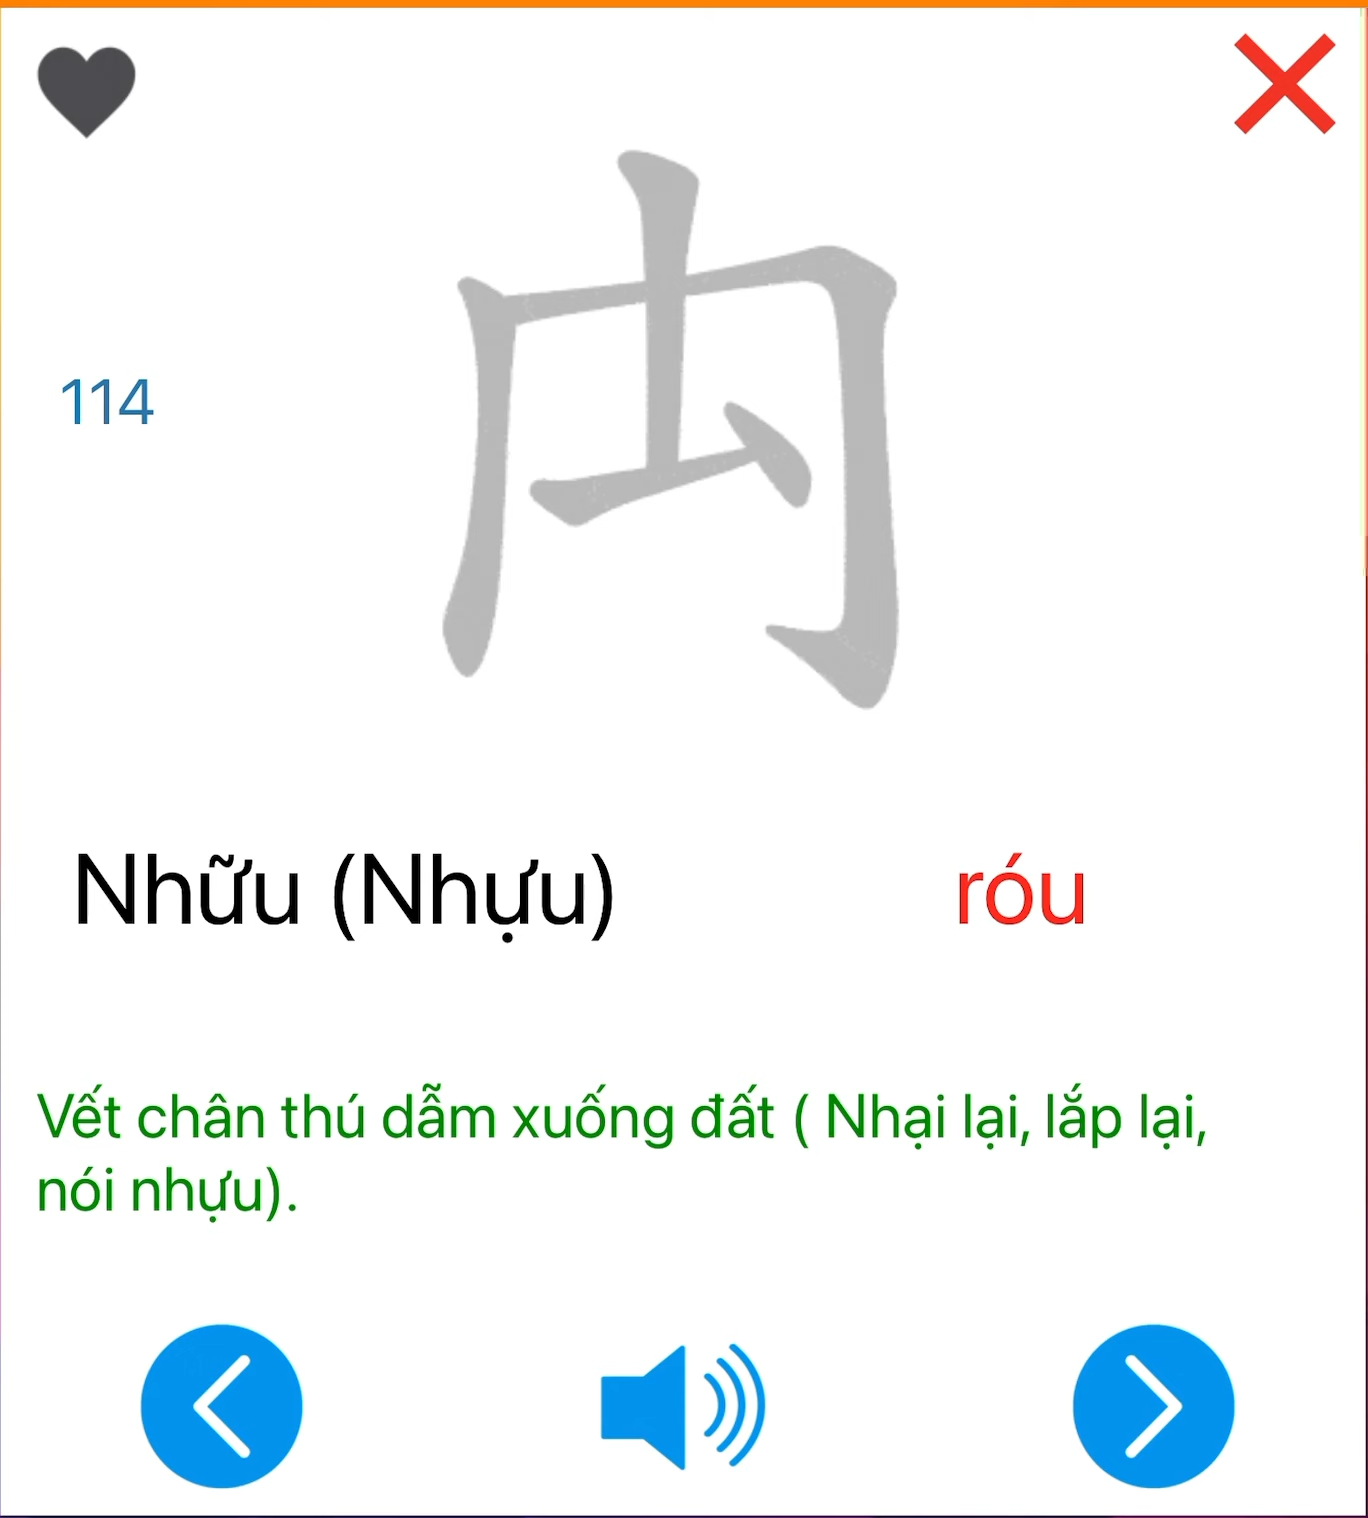 禸
114
Nhữu (Nhựu) róu
Vết chân thú dẫm xuống đất ( Nhại lại, lắp lại,
nói nhựu).